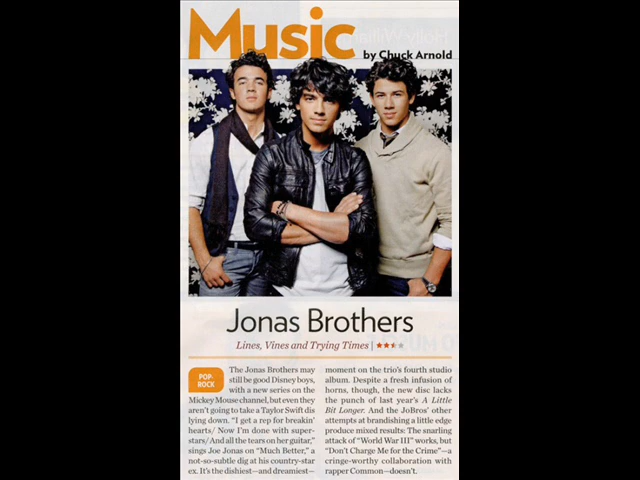 Music
by Chuck Arnold
Jonas Brothers
Lines, Vines and Trying Times |
POP-
ROCK
The Jonas Brothers may
still be good Disney boys,
with a new series on the
Mickey Mouse channel, but even they
aren't going to take a Taylor Swift dis
lying down. "I get a rep for breakin'
hearts/ Now I'm done with super-
stars/And all the tears on her guitar,"
sings Joe Jonas on "Much Better," a
not-so-subtle dig at his country-star
ex. It's the dishiest—and dreamiest—
moment on the trio's fourth studio
album. Despite a fresh infusion of
horns, though, the new disc lacks
the punch of last year's A Little
Bit Longer. And the JoBros' other
attempts at brandishing a little edge
produce mixed results: The snarling
attack of "World War III" works, but
"Don't Charge Me for the Crime"—a
cringe-worthy collaboration with
rapper Common—doesn't.